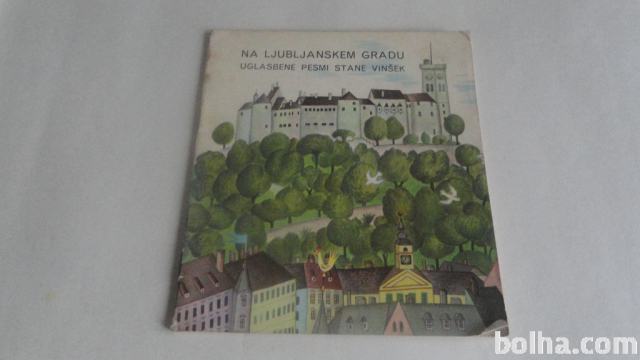 NA LJUBLJANSKEM GRADU
UGLASBENE PESMI STANE VINŠEK
bolha.com